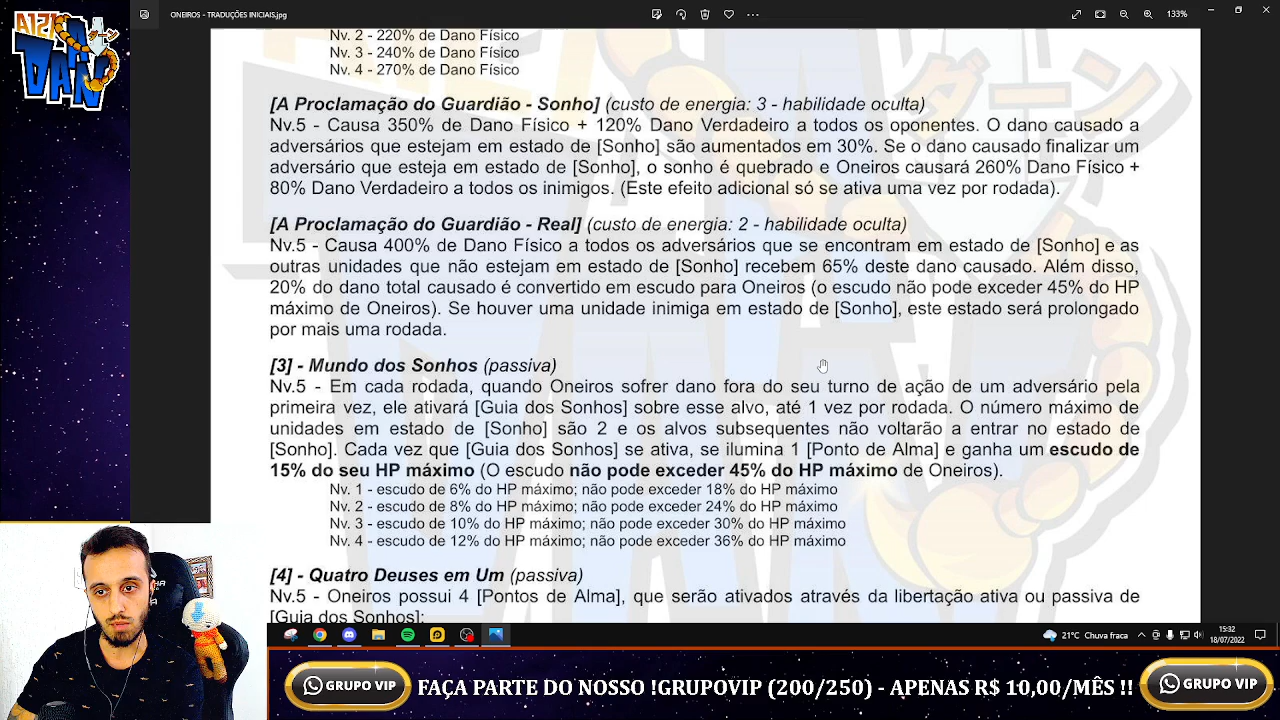 ONEIROS - TRADUÇÕES INICIAIS.jpg
133%
Nv. 2 - 220% de Dano Físico
Nv. 3 - 240% de Dano Físico
Nv. 4 - 270% de Dano Físico
[A Proclamação do Guardião - Sonho] (custo de energia: 3 - habilidade oculta)
Nv.5 - Causa 350% de Dano Físico + 120% Dano Verdadeiro a todos os oponentes. O dano causado a
adversários que estejam em estado de [Sonho] são aumentados em 30%. Se o dano causado finalizar um
adversário que esteja em estado de [Sonho], o sonho é quebrado e Oneiros causará 260% Dano Físico +
80% Dano Verdadeiro a todos os inimigos. (Este efeito adicional só se ativa uma vez por rodada).
[A Proclamação do Guardião - Real] (custo de energia: 2 - habilidade oculta)
Nv.5 - Causa 400% de Dano Físico a todos os adversários que se encontram em estado de [Sonho] e as
outras unidades que não estejam em estado de [Sonho] recebem 65% deste dano causado. Além disso,
20% do dano total causado é convertido em escudo para Oneiros (o escudo não pode exceder 45% do HP
máximo de Oneiros). Se houver uma unidade inimiga em estado de [Sonho], este estado será prolongado
por mais uma rodada.
[3] - Mundo dos Sonhos (passiva)
Nv.5 - Em cada rodada, quando Oneiros sofrer dano fora do seu turno de ação de um adversário pela
primeira vez, ele ativará [Guia dos Sonhos] sobre esse alvo, até 1 vez por rodada. O número máximo de
unidades em estado de [Sonho] são 2 e os alvos subsequentes não voltarão a entrar no estado de
[Sonho]. Cada vez que [Guia dos Sonhos] se ativa, se ilumina 1 [Ponto de Alma] e ganha um escudo de
15% do seu HP máximo (O escudo não pode exceder 45% do HP máximo de Oneiros).
Nv. 1 - escudo de 6% do HP máximo; não pode exceder 18% do HP máximo
Nv. 2 - escudo de 8% do HP máximo; não pode exceder 24% do HP máximo
Nv. 3 - escudo de 10% do HP máximo; não pode exceder 30% do HP máximo
Nv. 4 - escudo de 12% do HP máximo; não pode exceder 36% do HP máximo
[4] - Quatro Deuses em Um (passiva)
Nv.5 - Oneiros possui 4 [Pontos de Alma], que serão ativados através da libertação ativa ou passiva de
[Guia dos Sonhos]:
21°C Chuva fraca
15:32
18/07/2022
GRUPO VIP
FAÇA PARTE DO NOSSO !GRUPOVIP (200/250) - APENAS R$ 10,00/MÊS !!
GRUPO VIP